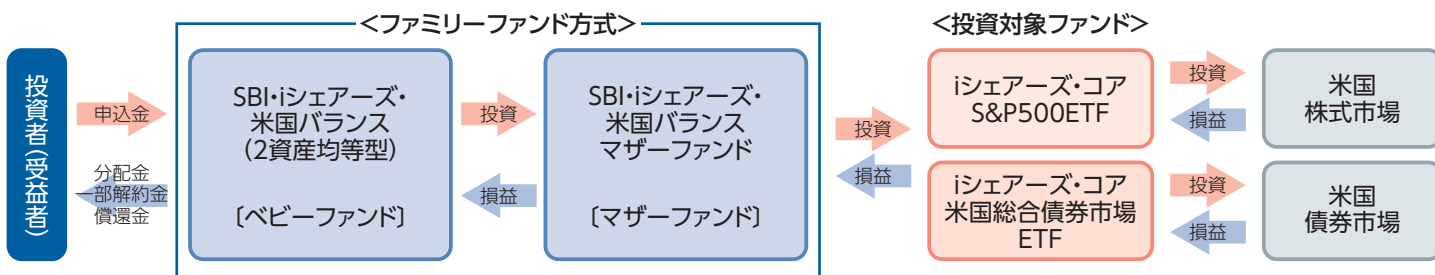 <ファミリーファンド方式>
<投資対象ファンド>
投資者(受益者)
申込金
分配金
一部解約金
償還金
SBI・iシェアーズ・
米国バランス
(2資産均等型)
〔ベビーファンド〕
投資
損益
SBI・iシェアーズ・
米国バランス
マザーファンド
〔マザーファンド〕
投資
損益
iシェアーズ・コア
S&P500ETF
投資
損益
米国
株式市場
iシェアーズ・コア
米国総合債券市場
ETF
投資
損益
米国
債券市場